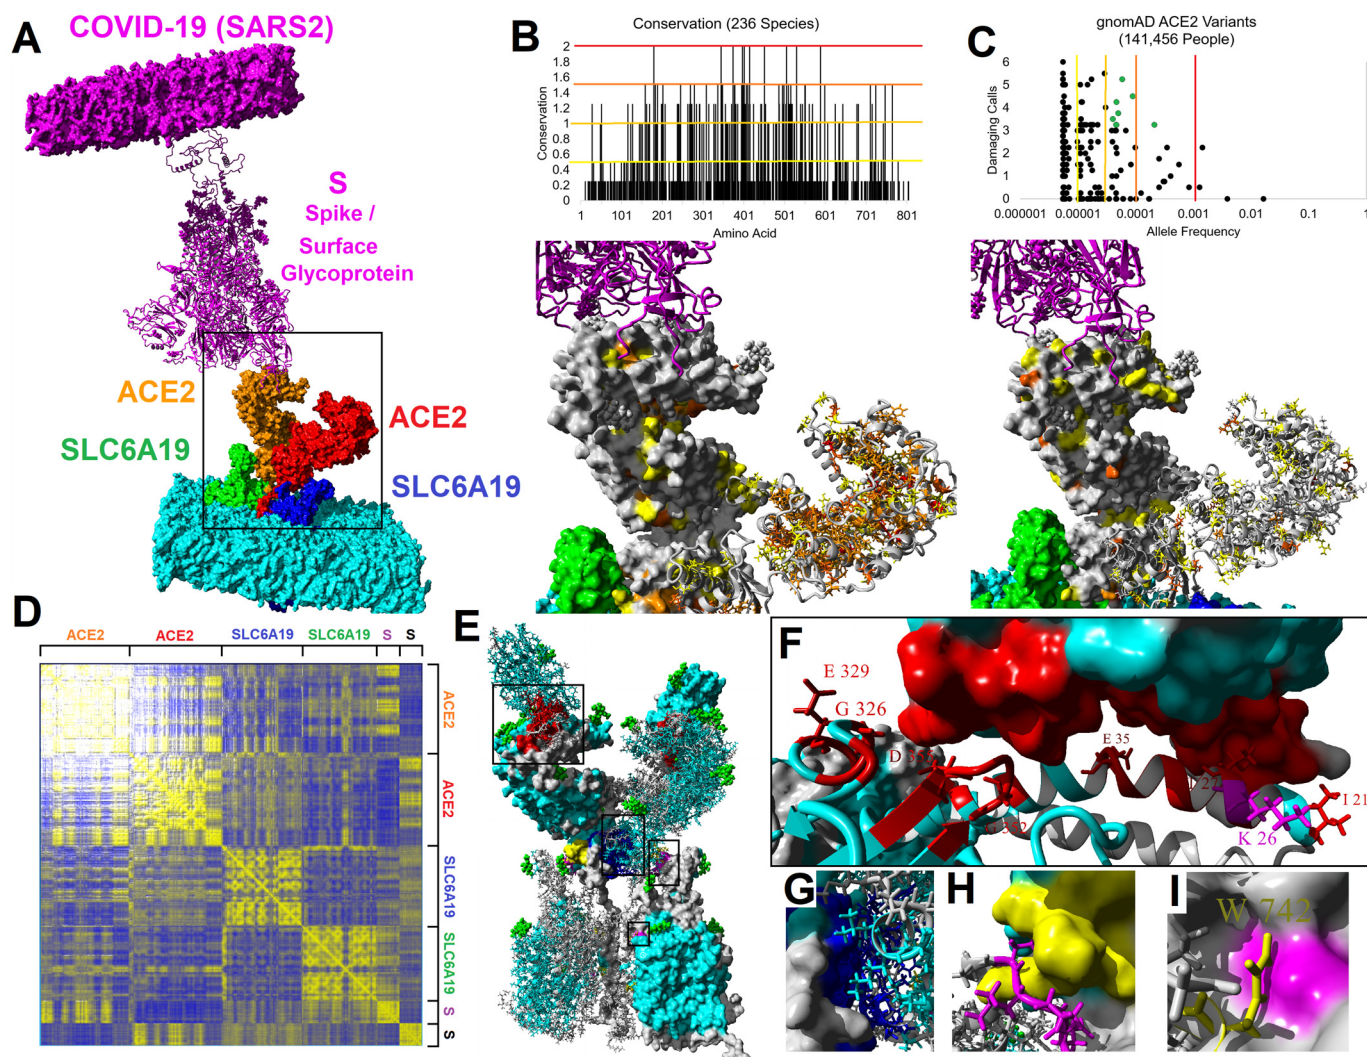 A
COVID-19 (SARS2)
S
Spike /
Surface
Glycoprotein
ACE2
ACE2
SLC6A19
SLC6A19
B
Conservation (236 Species)
Conservation
2
1.8
1.6
1.4
1.2
1
0.8
0.6
0.4
0.2
0
1 101 201 301 401 501 601 701 801
Amino Acid
C
gnomAD ACE2 Variants
(141,456 People)
Damaging Calls
6
5
4
3
2
1
0
0.000001 0.00001 0.0001 0.001 0.01 0.1 1
Allele Frequency
D
ACE2 ACE2 SLC6A19 SLC6A19 S S
ACE2
ACE2
SLC6A19
SLC6A19
S
S
E
F
E 329
G 326
E 35
I 21
K 26
G
H
I
W 742